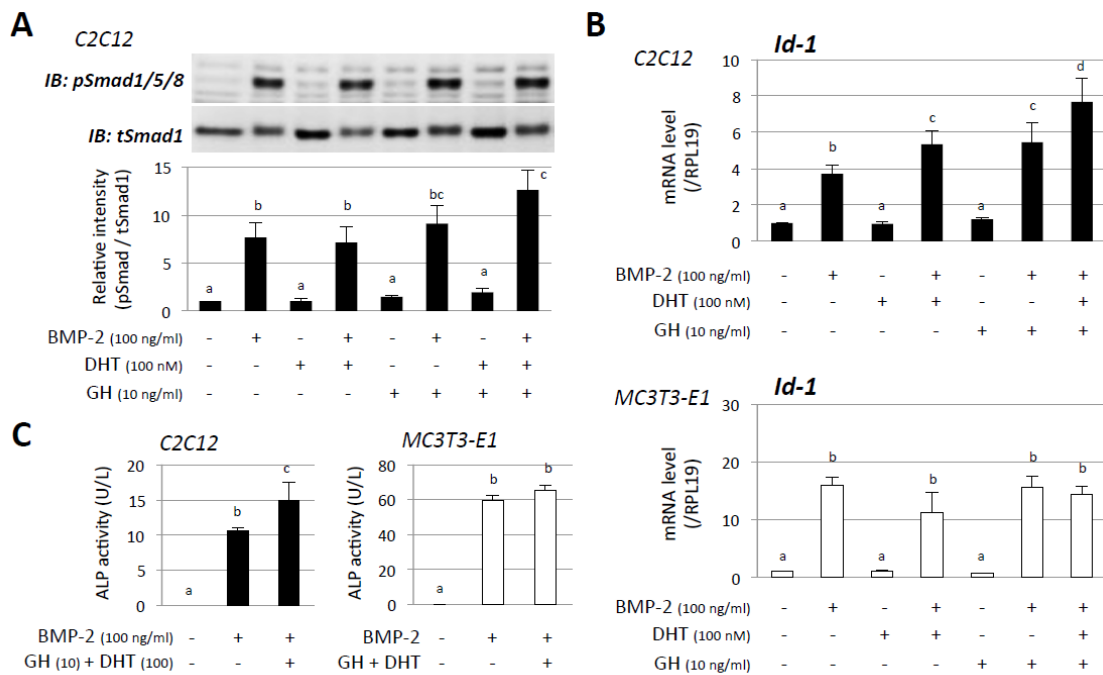 A
C2C12
IB: pSmad1/5/8
IB: tSmad1
Relative intensity
(pSmad / tSmad1)
15
10
5
0
a b a b a bc a c
BMP-2 (100 ng/ml) - + - + - + - +
DHT (100 nM) - - + + - - + +
GH (10 ng/ml) - - - - + + + +
B
C2C12 Id-1
mRNA level
(/RPL19)
10
8
6
4
2
0
a b a c a c d
BMP-2 (100 ng/ml) - + - + - + +
DHT (100 nM) - - + + - - +
GH (10 ng/ml) - - - - + + +
MC3T3-E1 Id-1
mRNA level
(/RPL19)
30
20
10
0
a b a b a b b
BMP-2 (100 ng/ml) - + - + - + +
DHT (100 nM) - - + + - - +
GH (10 ng/ml) - - - - + + +
C
C2C12
ALP activity (U/L)
20
15
10
5
0
a b c
BMP-2 (100 ng/ml) - + +
GH (10) + DHT (100) - - +
MC3T3-E1
ALP activity (U/L)
80
60
40
20
0
a b b
BMP-2 - + +
GH + DHT - - +